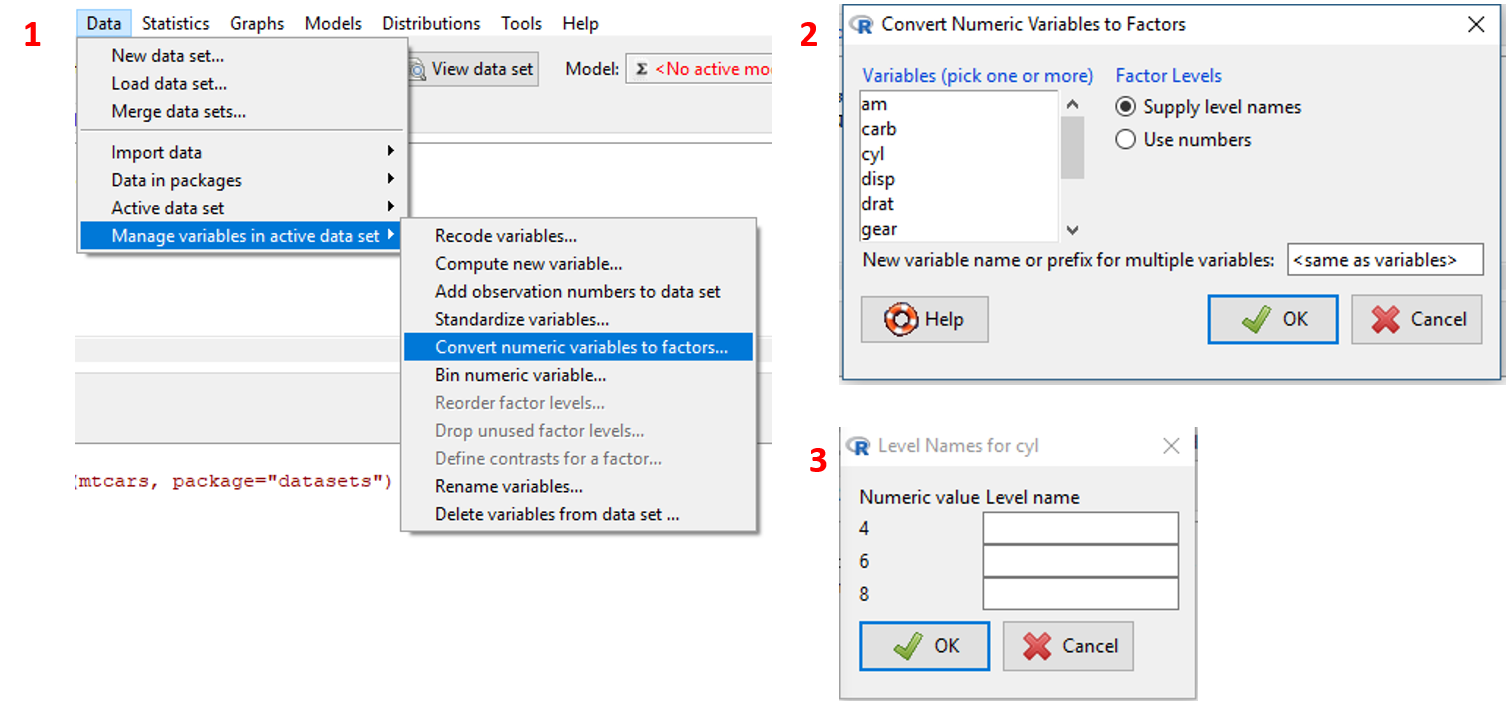 1
Data Statistics Graphs Models Distributions Tools Help
New data set...
Load data set...
Merge data sets...
Import data
Data in packages
Active data set
Manage variables in active data set
View data set Model: Σ <No active mo
Recode variables...
Compute new variable...
Add observation numbers to data set
Standardize variables...
Convert numeric variables to factors...
Bin numeric variable...
Reorder factor levels...
Drop unused factor levels...
Define contrasts for a factor...
Rename variables...
Delete variables from data set ...
(mtcars, package="datasets")
2
R Convert Numeric Variables to Factors
Variables (pick one or more) Factor Levels
am
carb
cyl
disp
drat
gear
Supply level names
Use numbers
New variable name or prefix for multiple variables: <same as variables>
Help OK Cancel
3
R Level Names for cyl
Numeric value Level name
4
6
8
OK Cancel